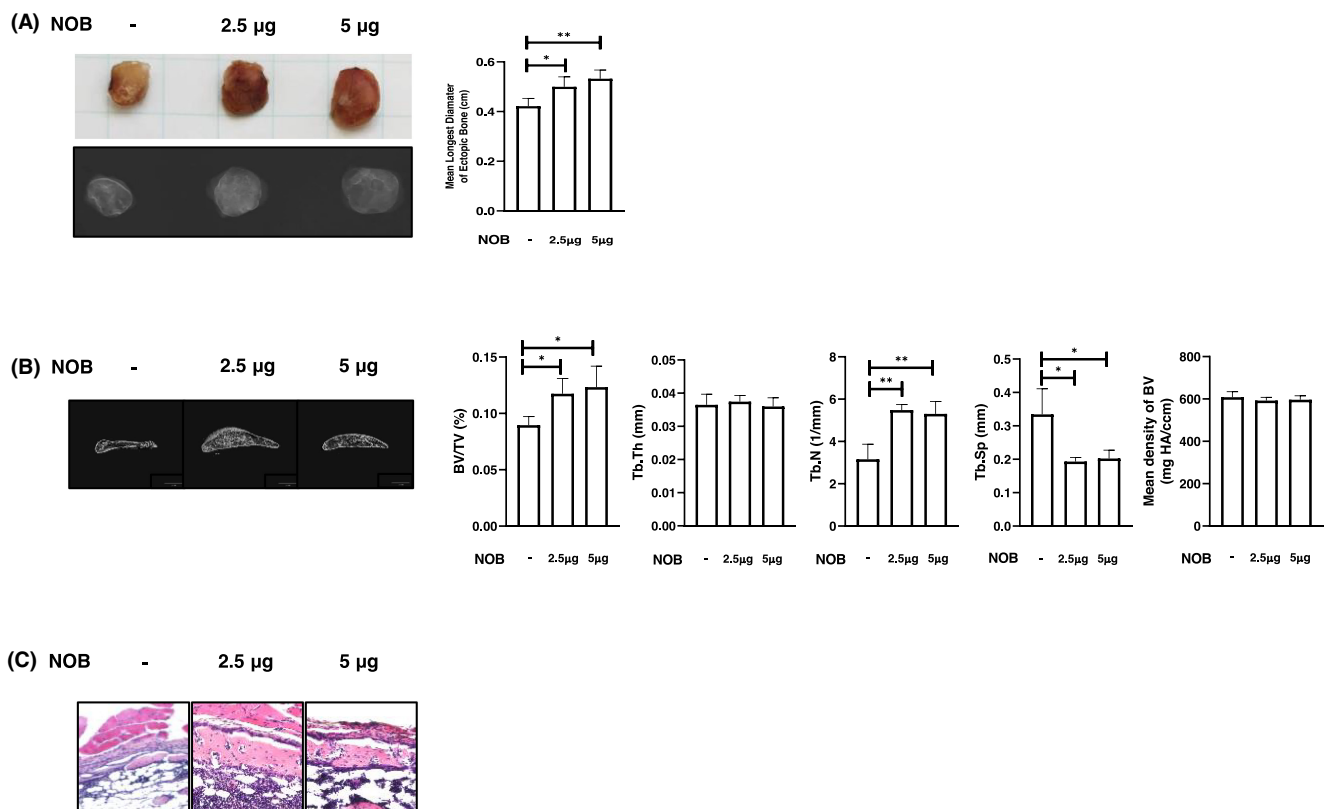 (A) NOB - 2.5 µg 5 µg
**
*
0.6
0.4
0.2
0.0
Mean Longest Diamater
of Ectopic Bone (cm)
NOB - 2.5µg 5µg
(B) NOB - 2.5 µg 5 µg
*
*
0.15
0.10
0.05
0.00
BV/TV (%)
NOB - 2.5µg 5µg
0.05
0.04
0.03
0.02
0.01
0.00
Tb.Th (mm)
NOB - 2.5µg 5µg
**
**
8
6
4
2
0
Tb.N (1/mm)
NOB - 2.5µg 5µg
*
*
0.5
0.4
0.3
0.2
0.1
0.0
Tb.Sp (mm)
NOB - 2.5µg 5µg
800
600
400
200
0
Mean density of BV
(mg HA/ccm)
NOB - 2.5µg 5µg
(C) NOB - 2.5 µg 5 µg